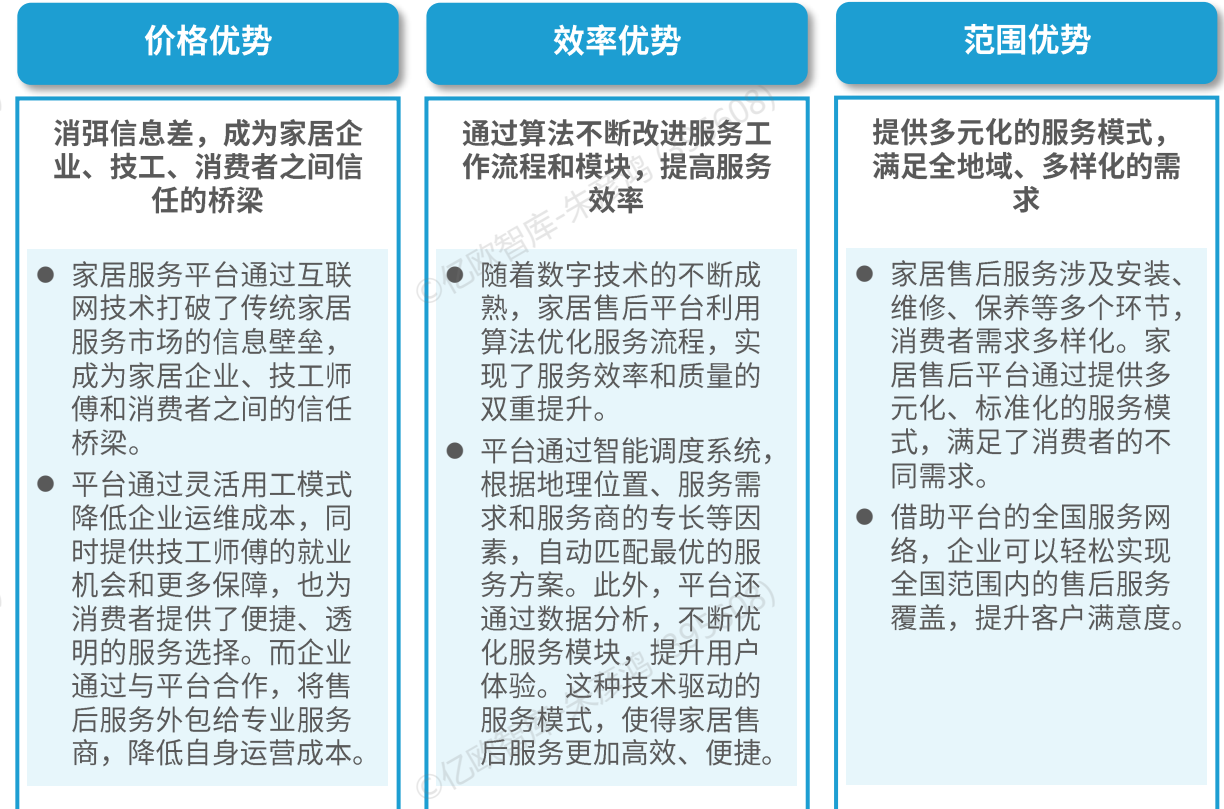 价格优势
消弭信息差，成为家居企
业、技工、消费者之间信
任的桥梁
● 家居服务平台通过互联
网技术打破了传统家居
服务市场的信息壁垒，
成为家居企业、技工师
傅和消费者之间的信任
桥梁。
● 平台通过灵活用工模式
降低企业运维成本，同
时提供技工师傅的就业
机会和更多保障，也为
消费者提供了便捷、透
明的服务选择。而企业
通过与平台合作，将售
后服务外包给专业服务
商，降低自身运营成本。
效率优势
通过算法不断改进服务工
作流程和模块，提高服务
效率
● 随着数字技术的不断成
熟，家居售后平台利用
算法优化服务流程，实
现了服务效率和质量的
双重提升。
● 平台通过智能调度系统，
根据地理位置、服务需
求和服务商的专长等因
素，自动匹配最优的服
务方案。此外，平台还
通过数据分析，不断优
化服务模块，提升用户
体验。这种技术驱动的
服务模式，使得家居售
后服务更加高效、便捷。
范围优势
提供多元化的服务模式，
满足全地域、多样化的需
求
● 家居售后服务涉及安装、
维修、保养等多个环节，
消费者需求多样化。家
居售后平台通过提供多
元化、标准化的服务模
式，满足了消费者的不
同需求。
● 借助平台的全国服务网
络，企业可以轻松实现
全国范围内的售后服务
覆盖，提升客户满意度。